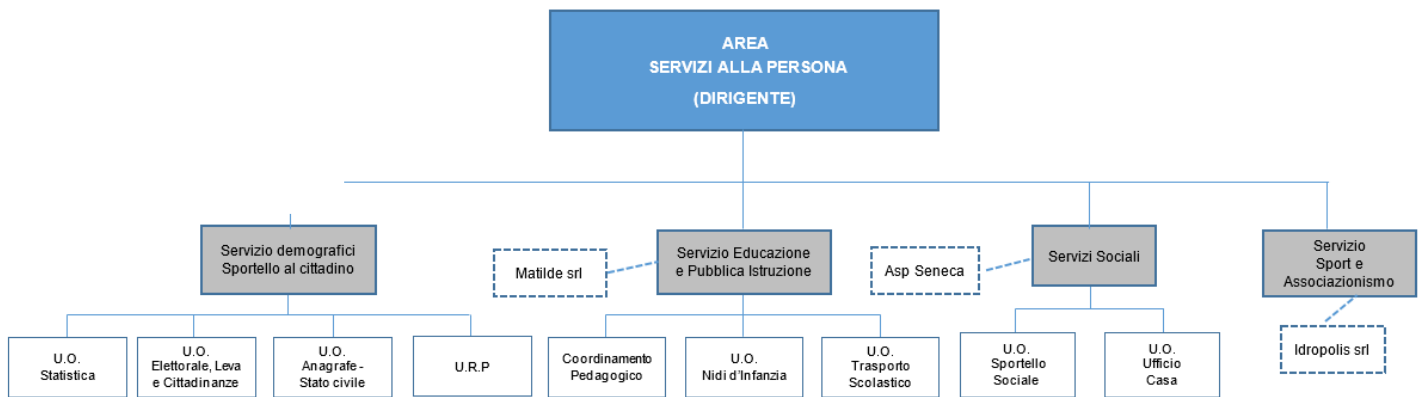 AREA
SERVIZI ALLA PERSONA
(DIRIGENTE)
Servizio demografici
Sportello al cittadino
Matilde srl
Servizio Educazione
e Pubblica Istruzione
Asp Seneca
Servizi Sociali
Servizio
Sport e
Associazionismo
U.O.
Statistica
U.O.
Elettorale, Leva
e Cittadinanze
U.O.
Anagrafe -
Stato civile
U.R.P
Coordinamento
Pedagogico
U.O.
Nidi d'Infanzia
U.O.
Trasporto
Scolastico
U.O.
Sportello
Sociale
U.O.
Ufficio
Casa
Idropolis srl